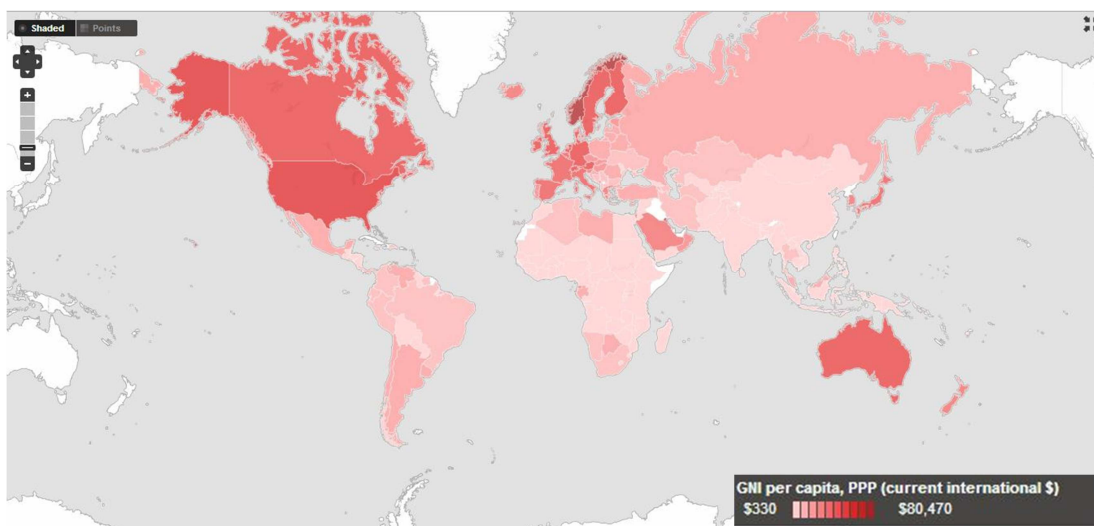 Shaded Points
+
−
GNI per capita, PPP (current international $)
$330 $80,470